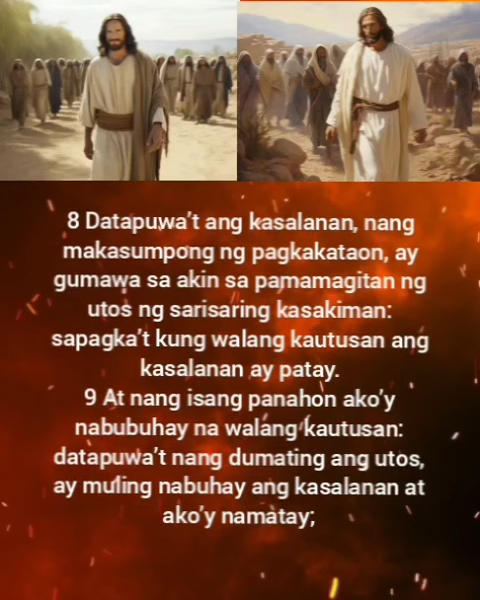 8 Datapuwa't ang kasalanan, nang
makasumpong ng pagkakataon, ay
gumawa sa akin sa pamamagitan ng
utos ng sarisaring kasakiman:
sapagka't kung walang kautusan ang
kasalanan ay patay.
9 At nang isang panahon ako'y
nabubuhay na walang kautusan:
datapuwa't nang dumating ang utos,
ay muling nabuhay ang kasalanan at
ako'y namatay;